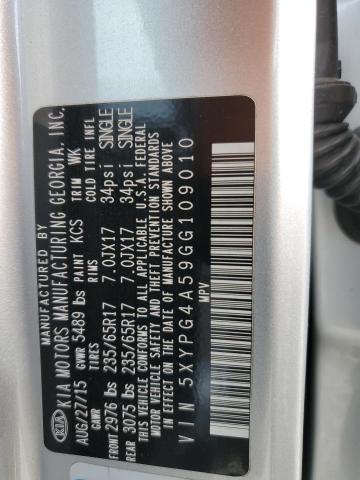 MANUFACTURED BY
KIA KIA MOTORS MANUFACTURING GEORGIA, INC.
AUG/27/15 PAINT KCS TRIM WK
GVWR 5489 lbs
GAWR TIRES RIMS COLD TIRE INFL
FRONT 2976 lbs 235/65R17 7.0JX17 34psi SINGLE
REAR 3075 lbs 235/65R17 7.0JX17 34psi SINGLE
THIS VEHICLE CONFORMS TO ALL APPLICABLE U.S.A. FEDERAL
MOTOR VEHICLE SAFETY AND THEFT PREVENTION STANDARDS
IN EFFECT ON THE DATE OF MANUFACTURE SHOWN ABOVE
VIN 5XYPG4A59GG109010
MPV